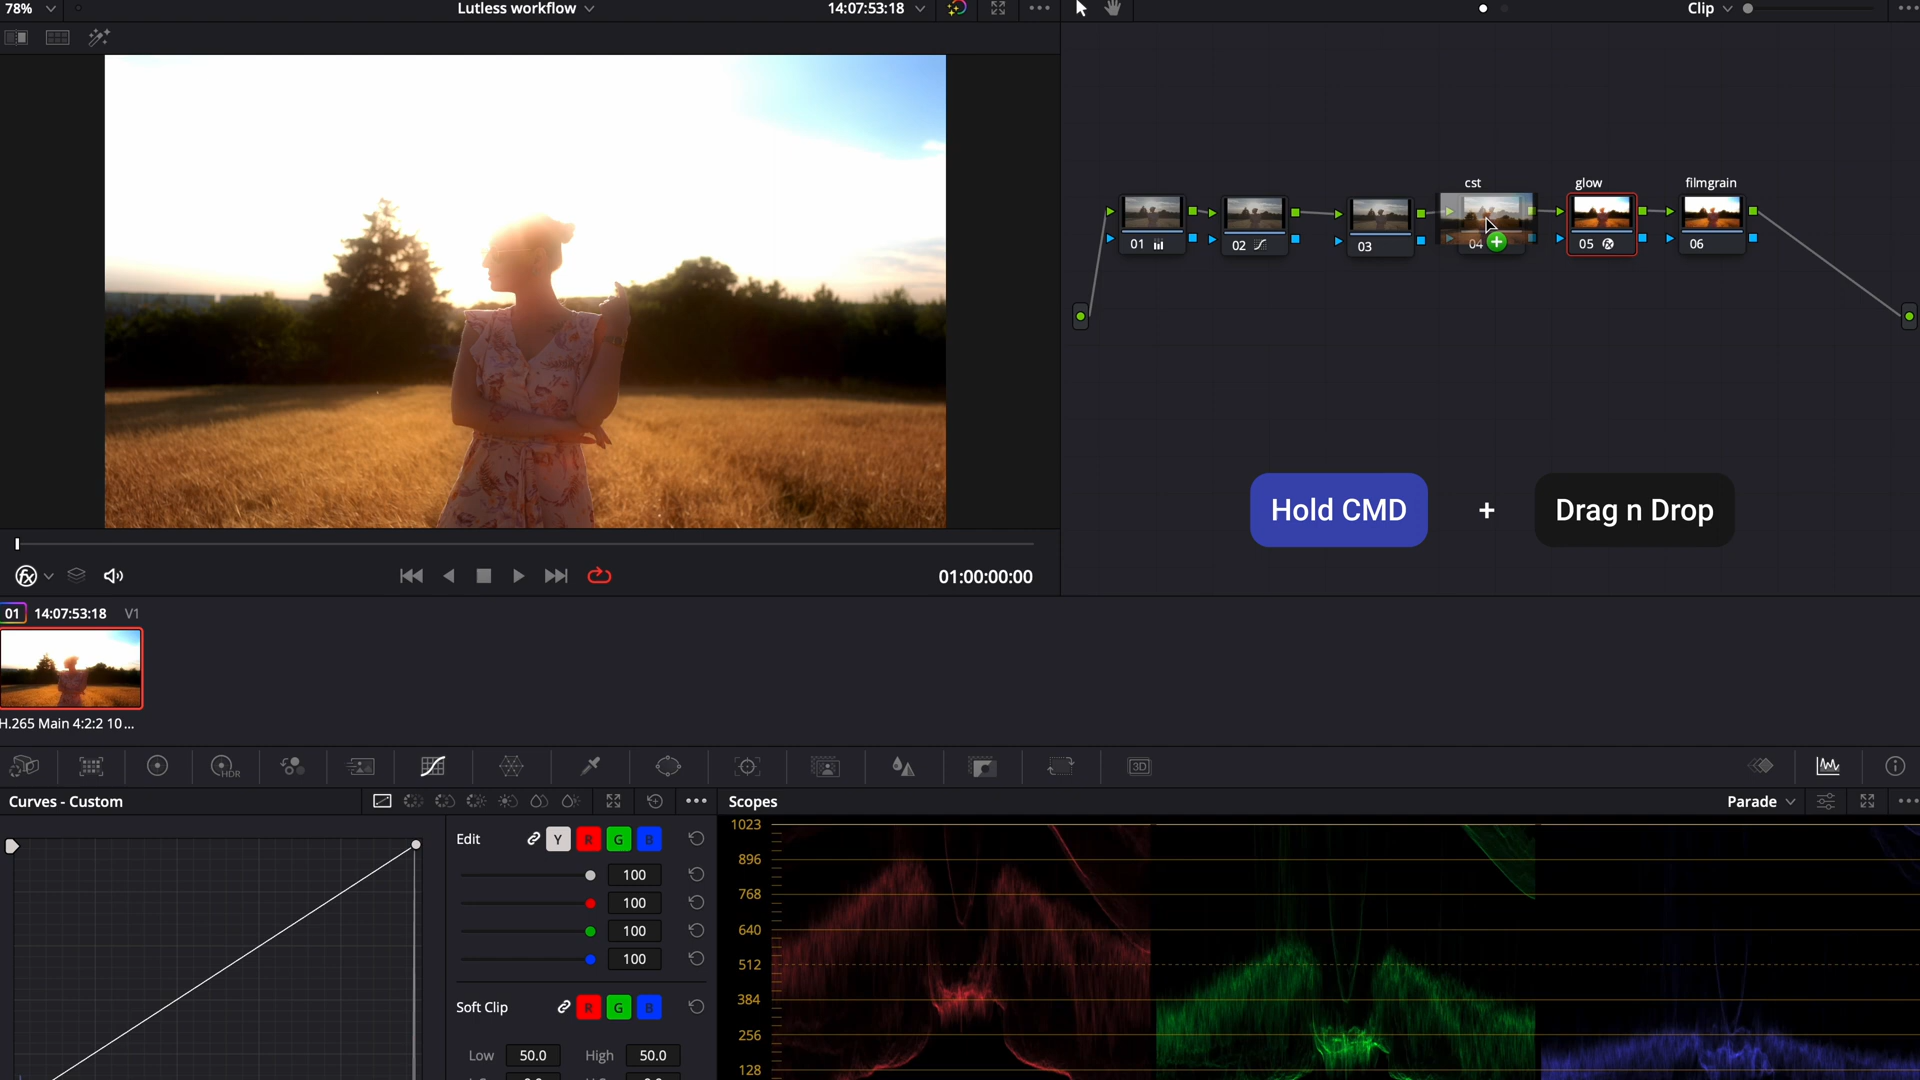 78%
Lutless workflow
14:07:53:18
Clip
cst
glow
filmgrain
01
02
03
04
05
06
Hold CMD
+
Drag n Drop
01:00:00:00
01
14:07:53:18
V1
H.265 Main 4:2:2 10...
HDR
3D
Curves - Custom
Scopes
Parade
Edit
Y
R
G
B
100
100
100
100
Soft Clip
R
G
B
Low
50.0
High
50.0
1023
896
768
640
512
384
256
128